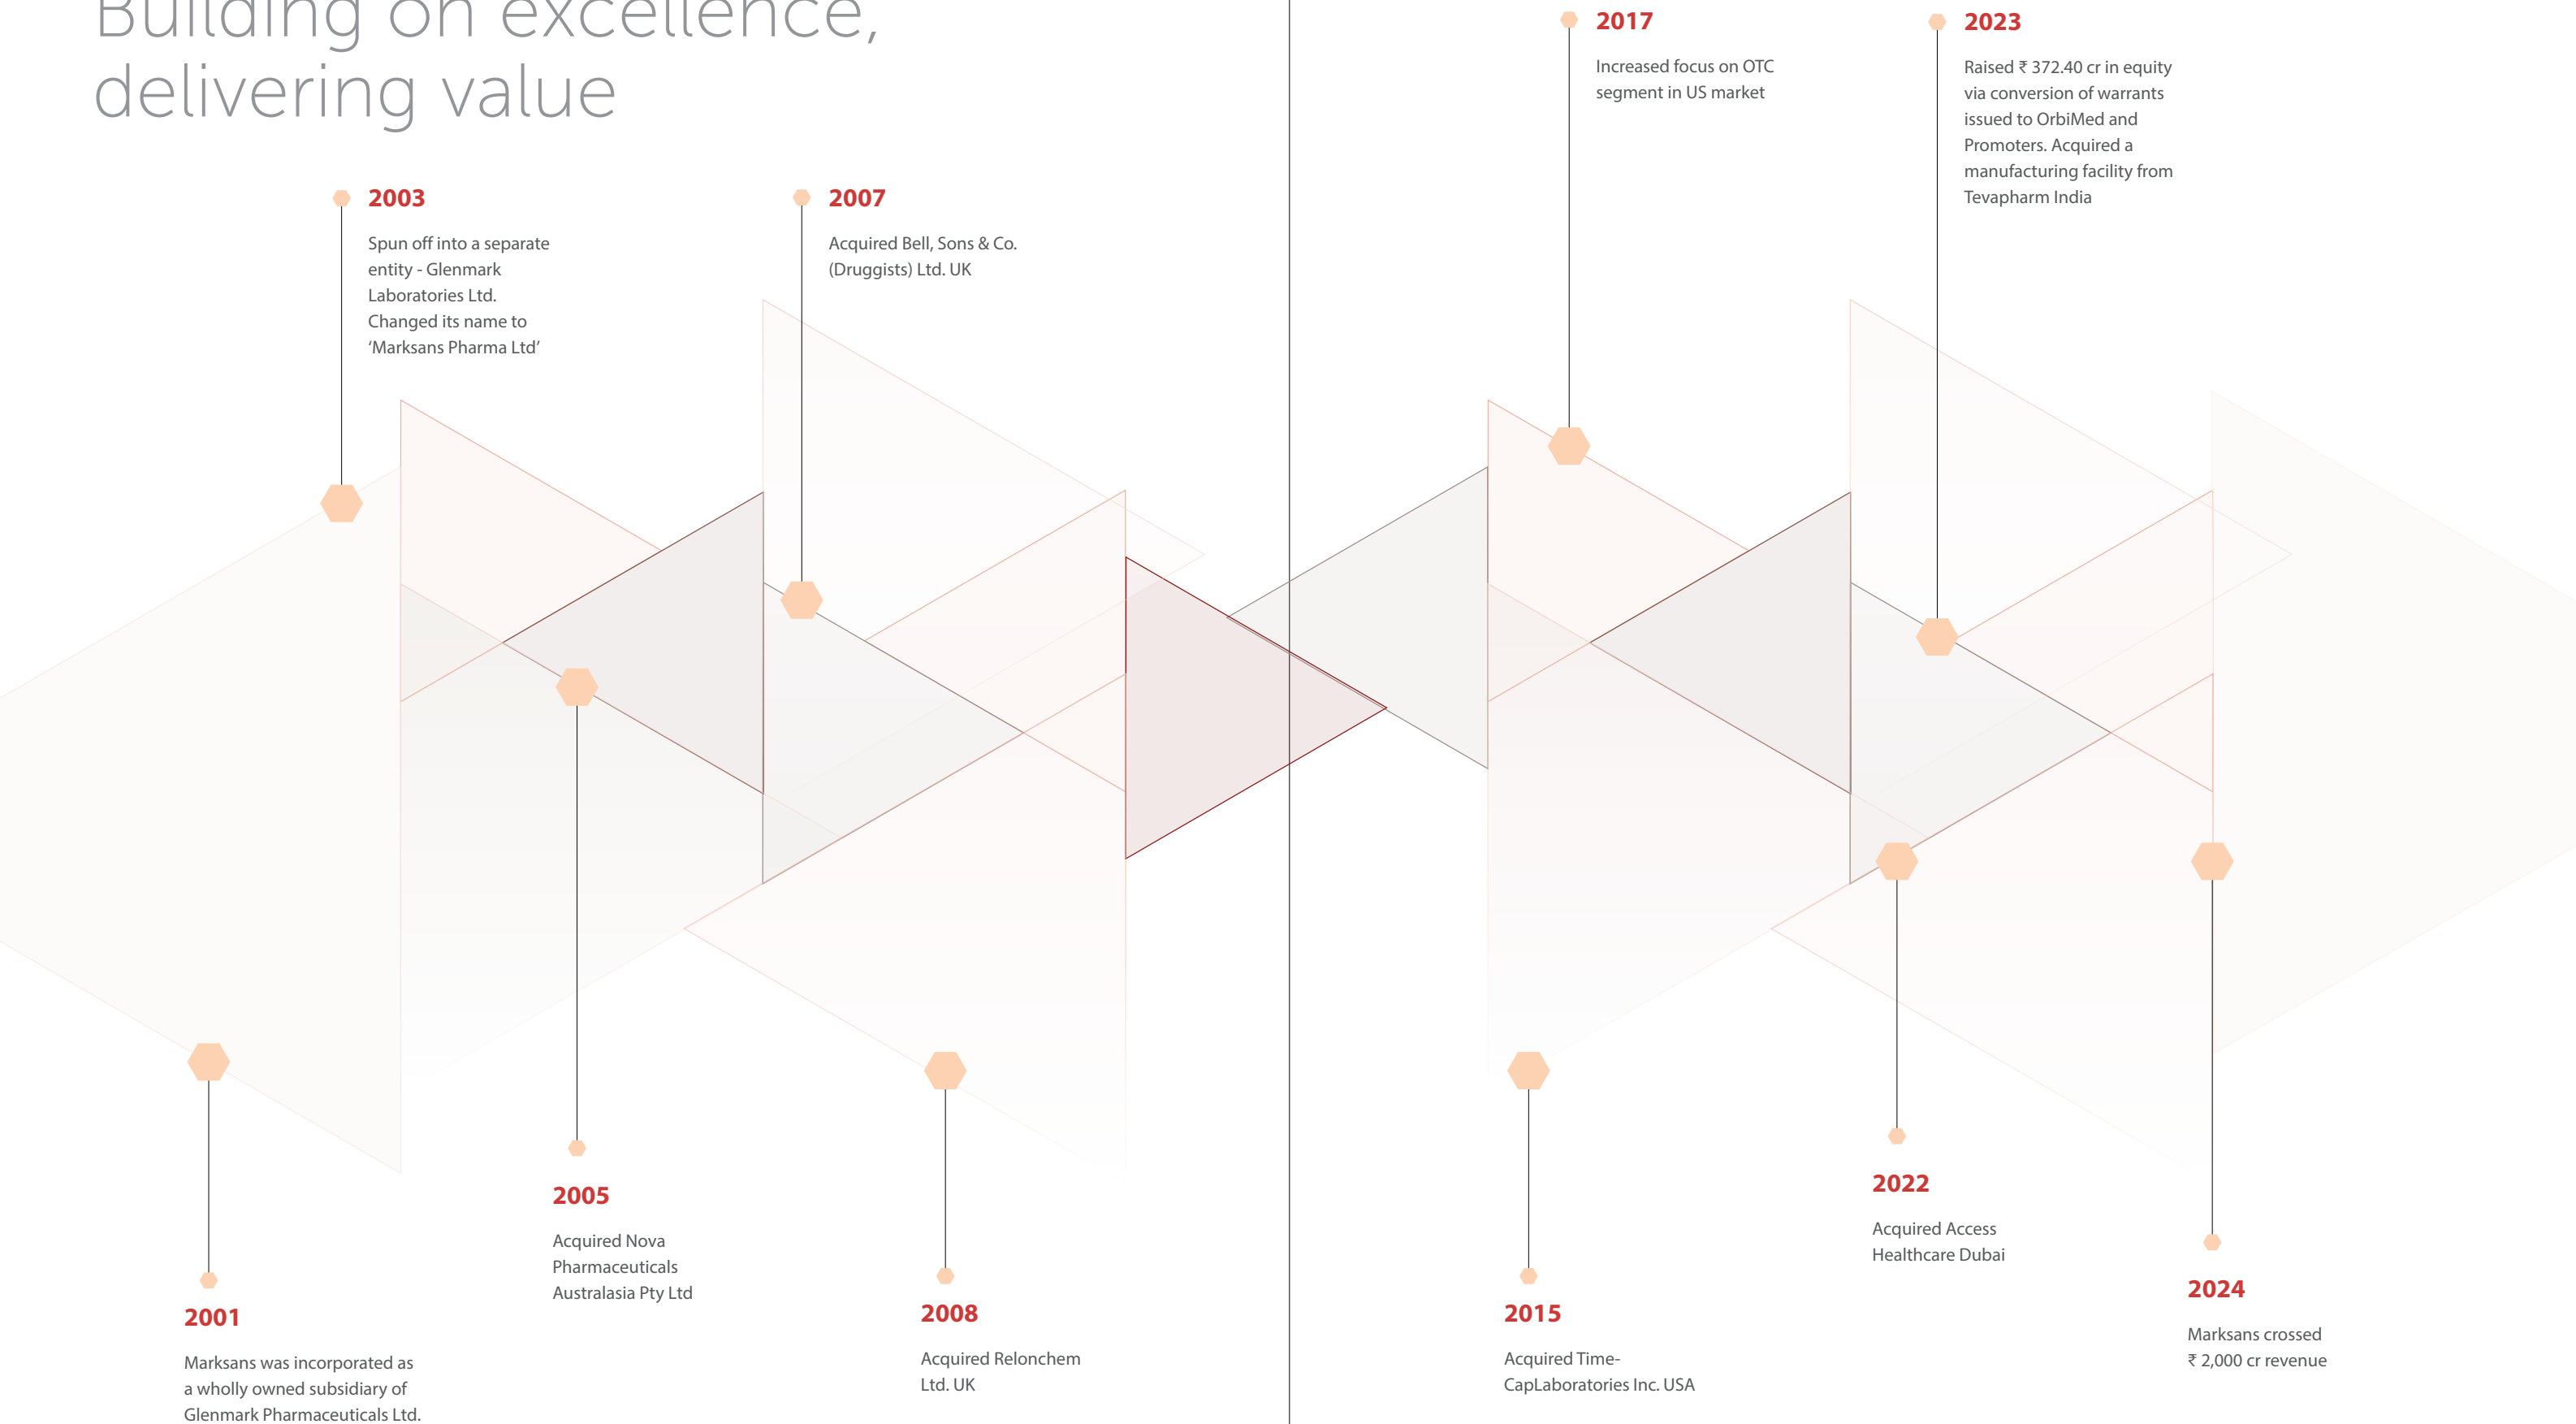 Building on excellence,
delivering value
2003
Spun off into a separate
entity - Glenmark
Laboratories Ltd.
Changed its name to
‘Marksans Pharma Ltd’
2007
Acquired Bell, Sons & Co.
(Druggists) Ltd. UK
2001
Marksans was incorporated as
a wholly owned subsidiary of
Glenmark Pharmaceuticals Ltd.
2005
Acquired Nova
Pharmaceuticals
Australasia Pty Ltd
2008
Acquired Relonchem
Ltd. UK
2017
Increased focus on OTC
segment in US market
2023
Raised ₹ 372.40 cr in equity
via conversion of warrants
issued to OrbiMed and
Promoters. Acquired a
manufacturing facility from
Tevapharm India
2015
Acquired Time-
CapLaboratories Inc. USA
2022
Acquired Access
Healthcare Dubai
2024
Marksans crossed
₹ 2,000 cr revenue